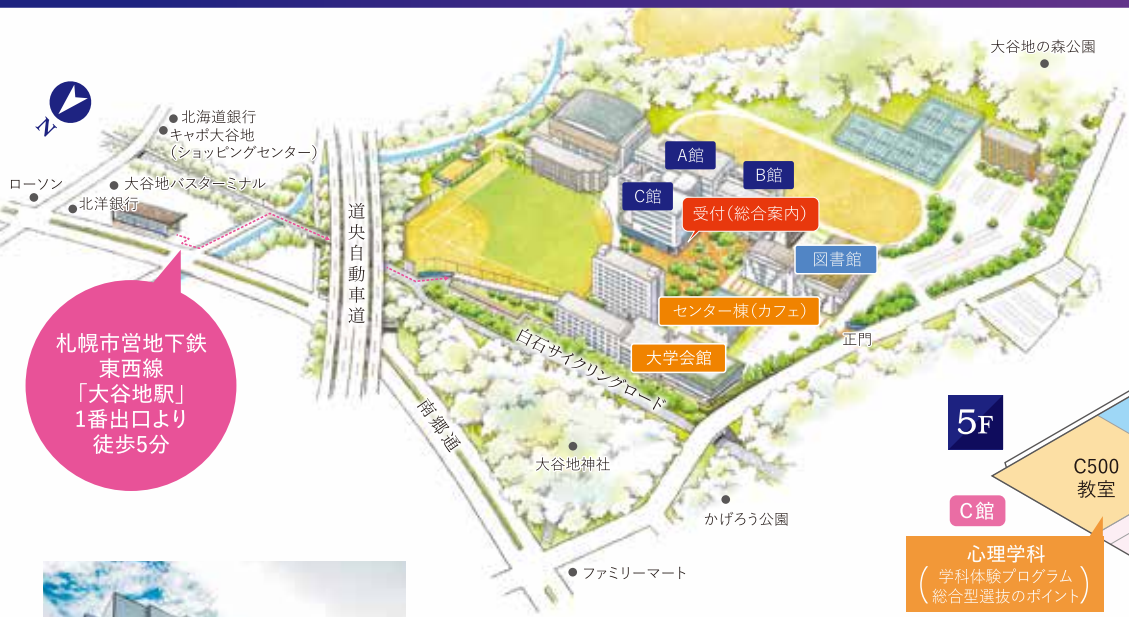 大谷地の森公園
N
北海道銀行
キャポ大谷地
(ショッピングセンター)
ローソン
大谷地バスターミナル
北洋銀行
道央自動車道
A館
B館
C館
受付(総合案内)
図書館
センター棟(カフェ)
大学会館
正門
白石サイクリングロード
南郷通
札幌市営地下鉄
東西線
「大谷地駅」
1番出口より
徒歩5分
大谷地神社
かげろう公園
ファミリーマート
5F
C館
C500
教室
心理学科
(学科体験プログラム
総合型選抜のポイント)